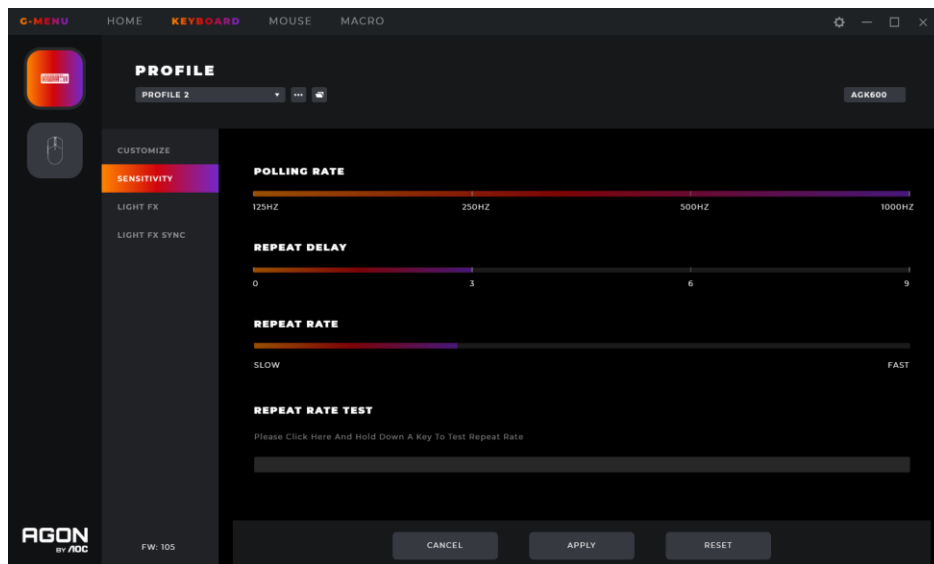 G-MENU HOME KEYBOARD MOUSE MACRO
PROFILE
PROFILE 2
AGK600
CUSTOMIZE
SENSITIVITY
LIGHT FX
LIGHT FX SYNC
POLLING RATE
125HZ 250HZ 500HZ 1000HZ
REPEAT DELAY
0 3 6 9
REPEAT RATE
SLOW FAST
REPEAT RATE TEST
Please Click Here And Hold Down A Key To Test Repeat Rate
AGON
BY AOC
FW: 105
CANCEL APPLY RESET